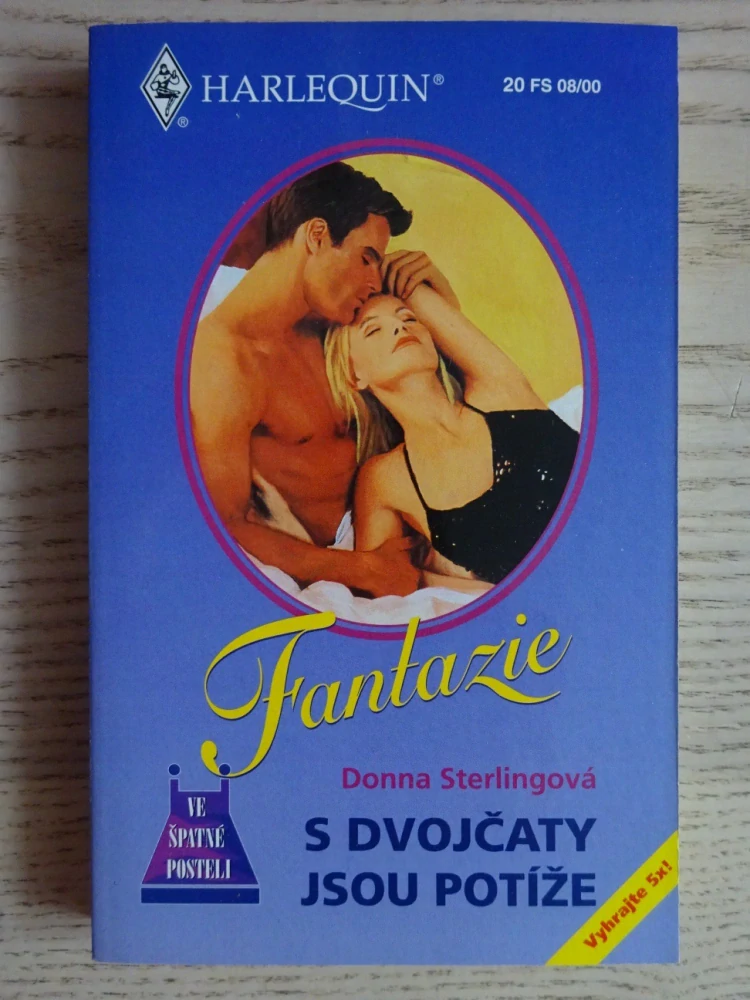 HARLEQUIN®
20 FS 08/00
®
Fantazie
Donna Sterlingová
VE
ŠPATNÉ
POSTELI
S DVOJČATY
JSOU POTÍŽE
Vyhrajte 5x!